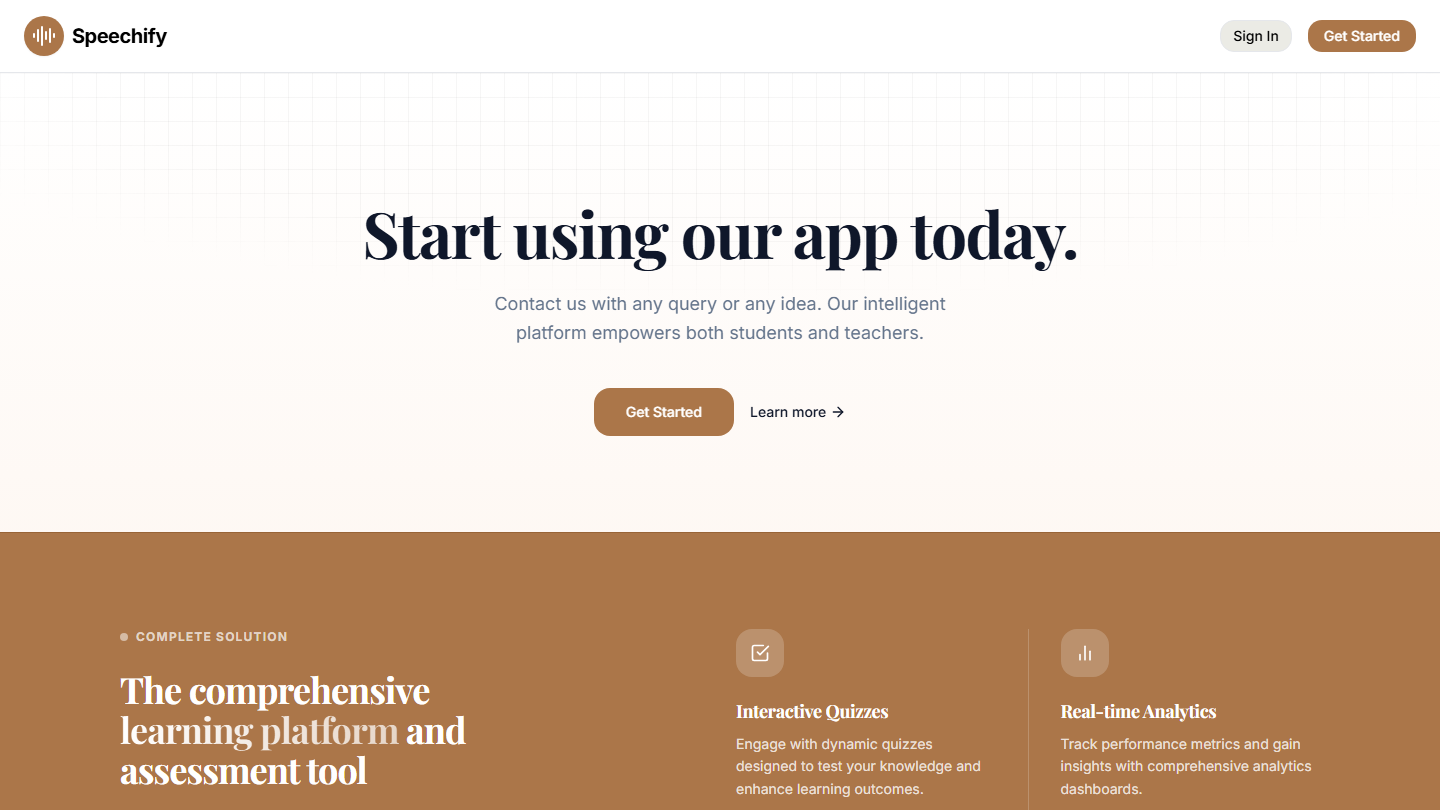 Speechify
Sign In
Get Started
Start using our app today.
Contact us with any query or any idea. Our intelligent
platform empowers both students and teachers.
Get Started
Learn more →
COMPLETE SOLUTION
The comprehensive
learning platform and
assessment tool
Interactive Quizzes
Engage with dynamic quizzes
designed to test your knowledge and
enhance learning outcomes.
Real-time Analytics
Track performance metrics and gain
insights with comprehensive analytics
dashboards.